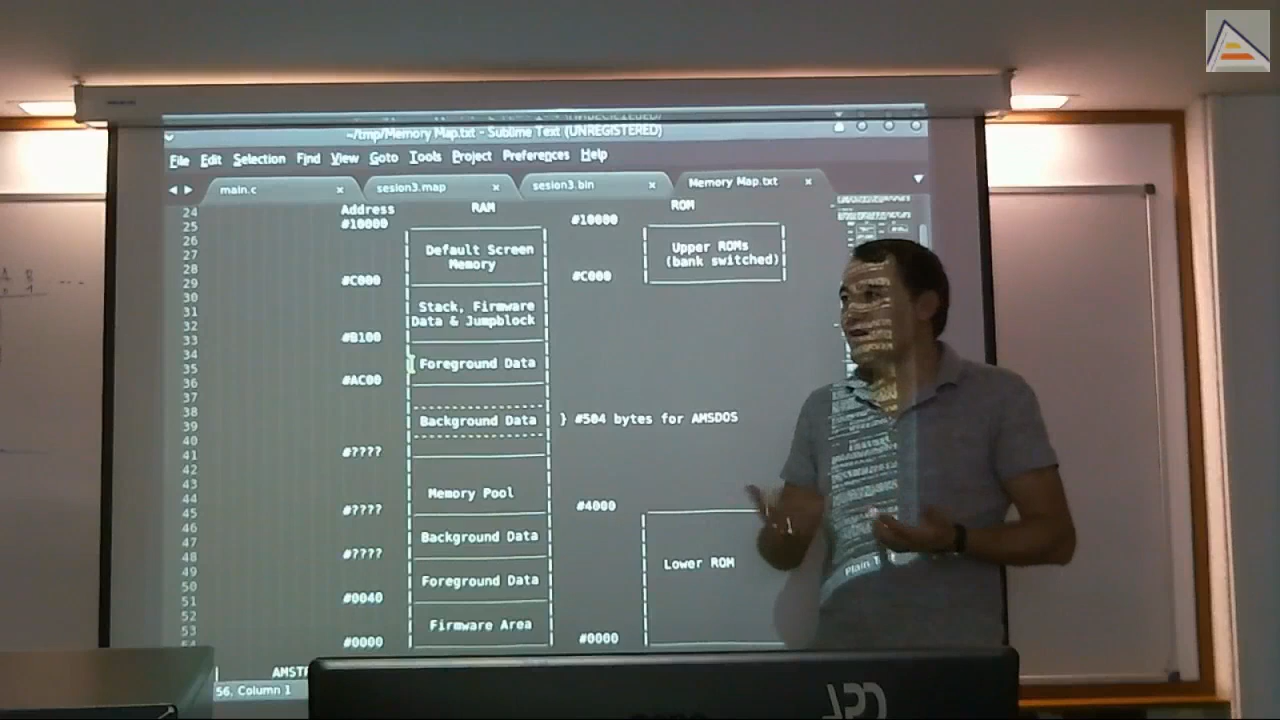 ~/tmp/Memory Map.txt - Sublime Text (UNREGISTERED)
File Edit Selection Find View Goto Tools Project Preferences Help
main.c × sesion3.map × sesion3.bin × Memory Map.txt ×
24 Address RAM ROM
25 #10000 #10000
26
27 Default Screen Upper ROMs
28 Memory (bank switched)
29 #C000 #C000
30
31 Stack, Firmware
32 Data & Jumpblock
33 #B100
34
35 Foreground Data
36 #AC00
37
38
39 Background Data } #504 bytes for AMSDOS
40
41 #????
42
43
44 Memory Pool
45 #???? #4000
46
47 Background Data
48 #????
49 Lower ROM
50 Foreground Data
51 #0040
52
53 Firmware Area
#0000 #0000
56, Column 1
Plain